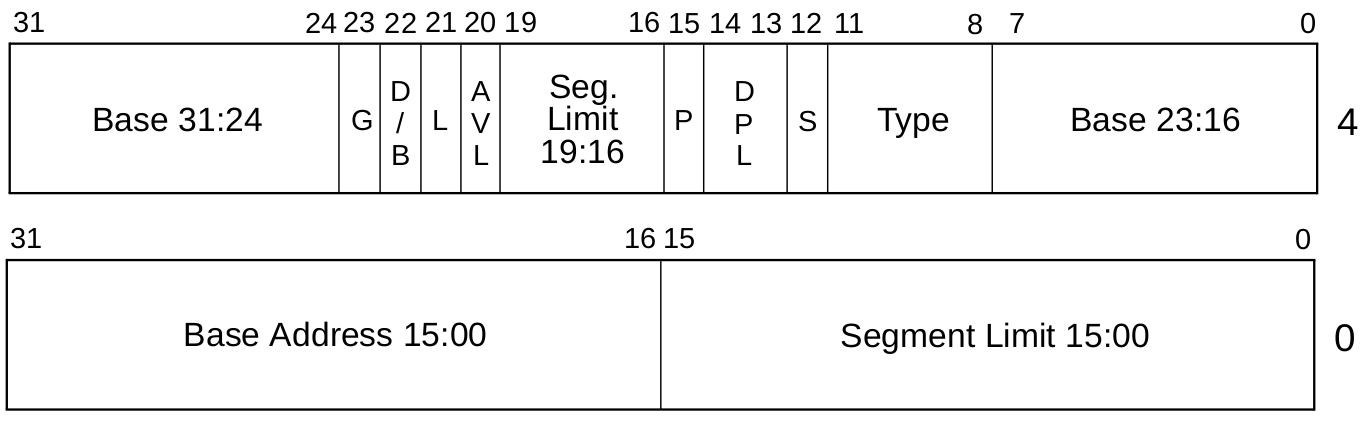 31 24 23 22 21 20 19 16 15 14 13 12 11 8 7 0
Base 31:24 G D/B L AVL Seg. Limit 19:16 P DPL S Type Base 23:16 4
31 16 15 0
Base Address 15:00 Segment Limit 15:00 0